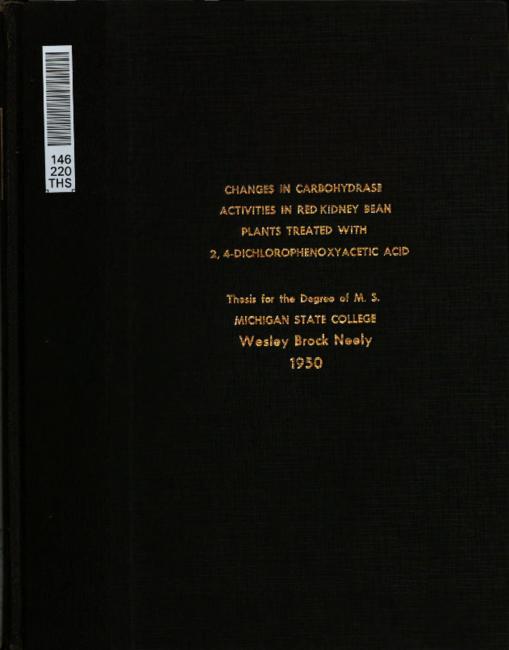 146
220
THS
CHANGES IN CARBOHYDRASE
ACTIVITIES IN RED KIDNEY BEAN
PLANTS TREATED WITH
2, 4-DICHLOROPHENOXYACETIC ACID
Thesis for the Degree of M. S.
MICHIGAN STATE COLLEGE
Wesley Brock Neely
1950